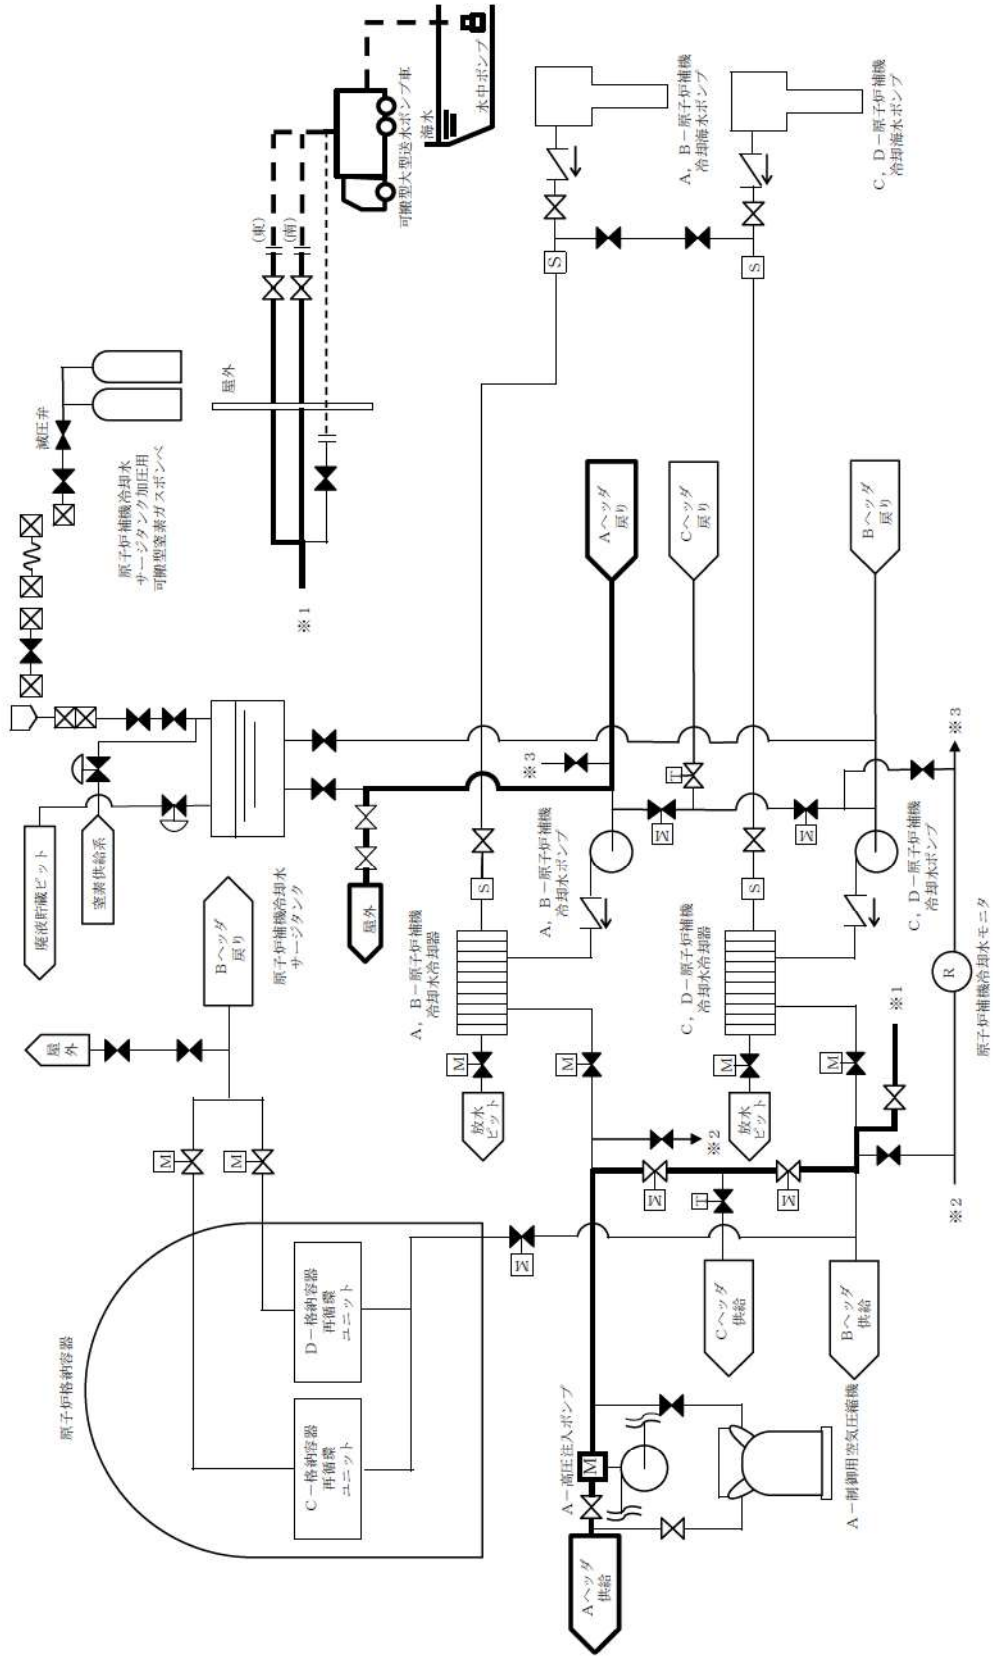 原子炉格納容器
C－格納容器
再循環
ユニット
D－格納容器
再循環
ユニット
M
M
屋外
Bヘッダ
戻り
廃液貯蔵ピット
窒素供給系
原子炉補機冷却水
サージタンク
減圧弁
原子炉補機冷却水
サージタンク加圧用
可搬型窒素ガスボンベ
※1
屋外
(東)
(南)
可搬型大型送水ポンプ車
海水
水中ポンプ
M
屋外
放水
ピット
M
A，B－原子炉補機
冷却水冷却器
S
S
A，B－原子炉補機
冷却海水ポンプ
M
※2
A，B－原子炉補機
冷却水ポンプ
※3
Aヘッダ
戻り
A－高圧注入ポンプ
Aヘッダ
供給
M
M
M
M
T
Cヘッダ
戻り
Cヘッダ
供給
T
M
放水
ピット
M
C，D－原子炉補機
冷却水冷却器
S
S
C，D－原子炉補機
冷却海水ポンプ
A－制御用空気圧縮機
Bヘッダ
供給
M
※1
C，D－原子炉補機
冷却水ポンプ
Bヘッダ
戻り
※2
R
原子炉補機冷却水モニタ
※3